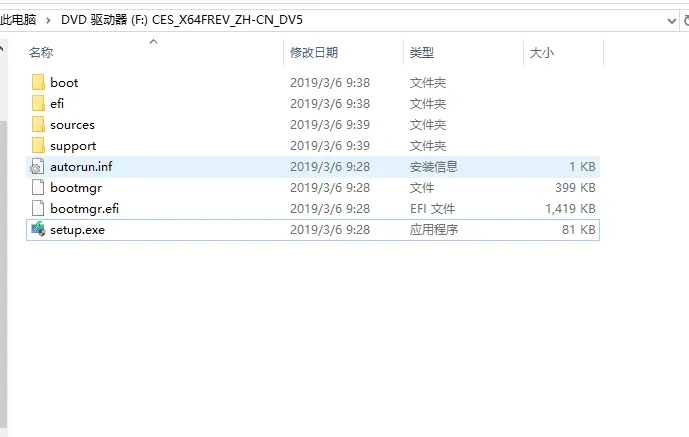 此电脑 > DVD 驱动器 (F:) CES_X64FREV_ZH-CN_DV5
名称 修改日期 类型 大小
boot 2019/3/6 9:38 文件夹
efi 2019/3/6 9:38 文件夹
sources 2019/3/6 9:39 文件夹
support 2019/3/6 9:39 文件夹
autorun.inf 2019/3/6 9:28 安装信息 1 KB
bootmgr 2019/3/6 9:28 文件 399 KB
bootmgr.efi 2019/3/6 9:28 EFI 文件 1,419 KB
setup.exe 2019/3/6 9:28 应用程序 81 KB